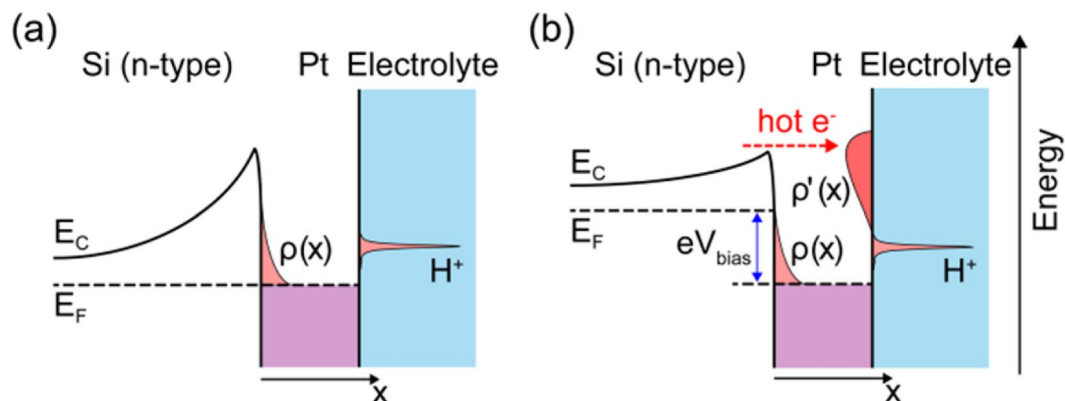 (a)
Si (n-type) Pt Electrolyte
E_C
ρ(x)
H⁺
E_F
x
(b)
Si (n-type) Pt Electrolyte
hot e⁻
E_C
ρ'(x)
E_F
eV_bias
ρ(x)
H⁺
x
Energy